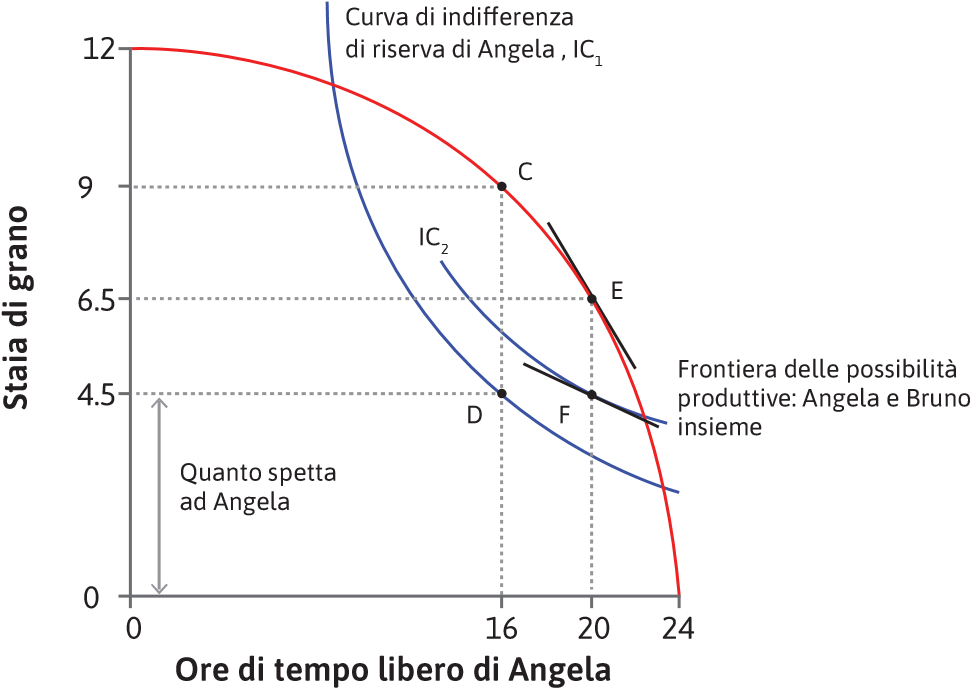 Curva di indifferenza
di riserva di Angela , IC1
12
C
9
IC2
6.5
E
Frontiera delle possibilità
produttive: Angela e Bruno
insieme
4.5
D
F
Quanto spetta
ad Angela
0
0
16
20
24
Ore di tempo libero di Angela
Staia di grano